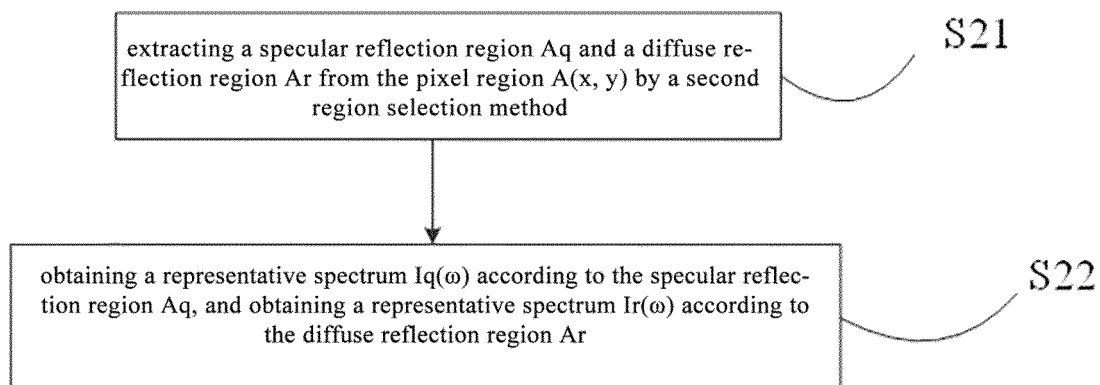 extracting a specular reflection region Aq and a diffuse re-
flection region Ar from the pixel region A(x, y) by a second
region selection method
S21
obtaining a representative spectrum Iq(ω) according to the specular reflec-
tion region Aq, and obtaining a representative spectrum Ir(ω) according to
the diffuse reflection region Ar
S22